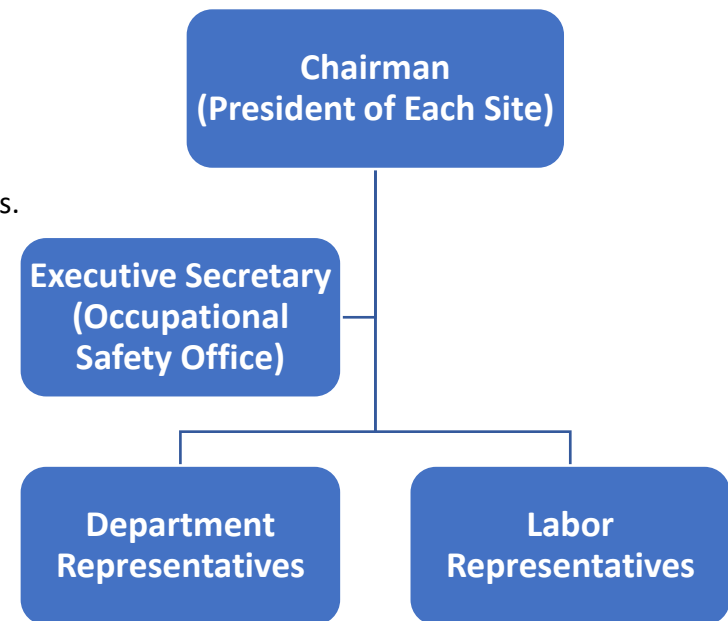 Chairman
(President of Each Site)
s.
Executive Secretary
(Occupational
Safety Office)
Department
Representatives
Labor
Representatives